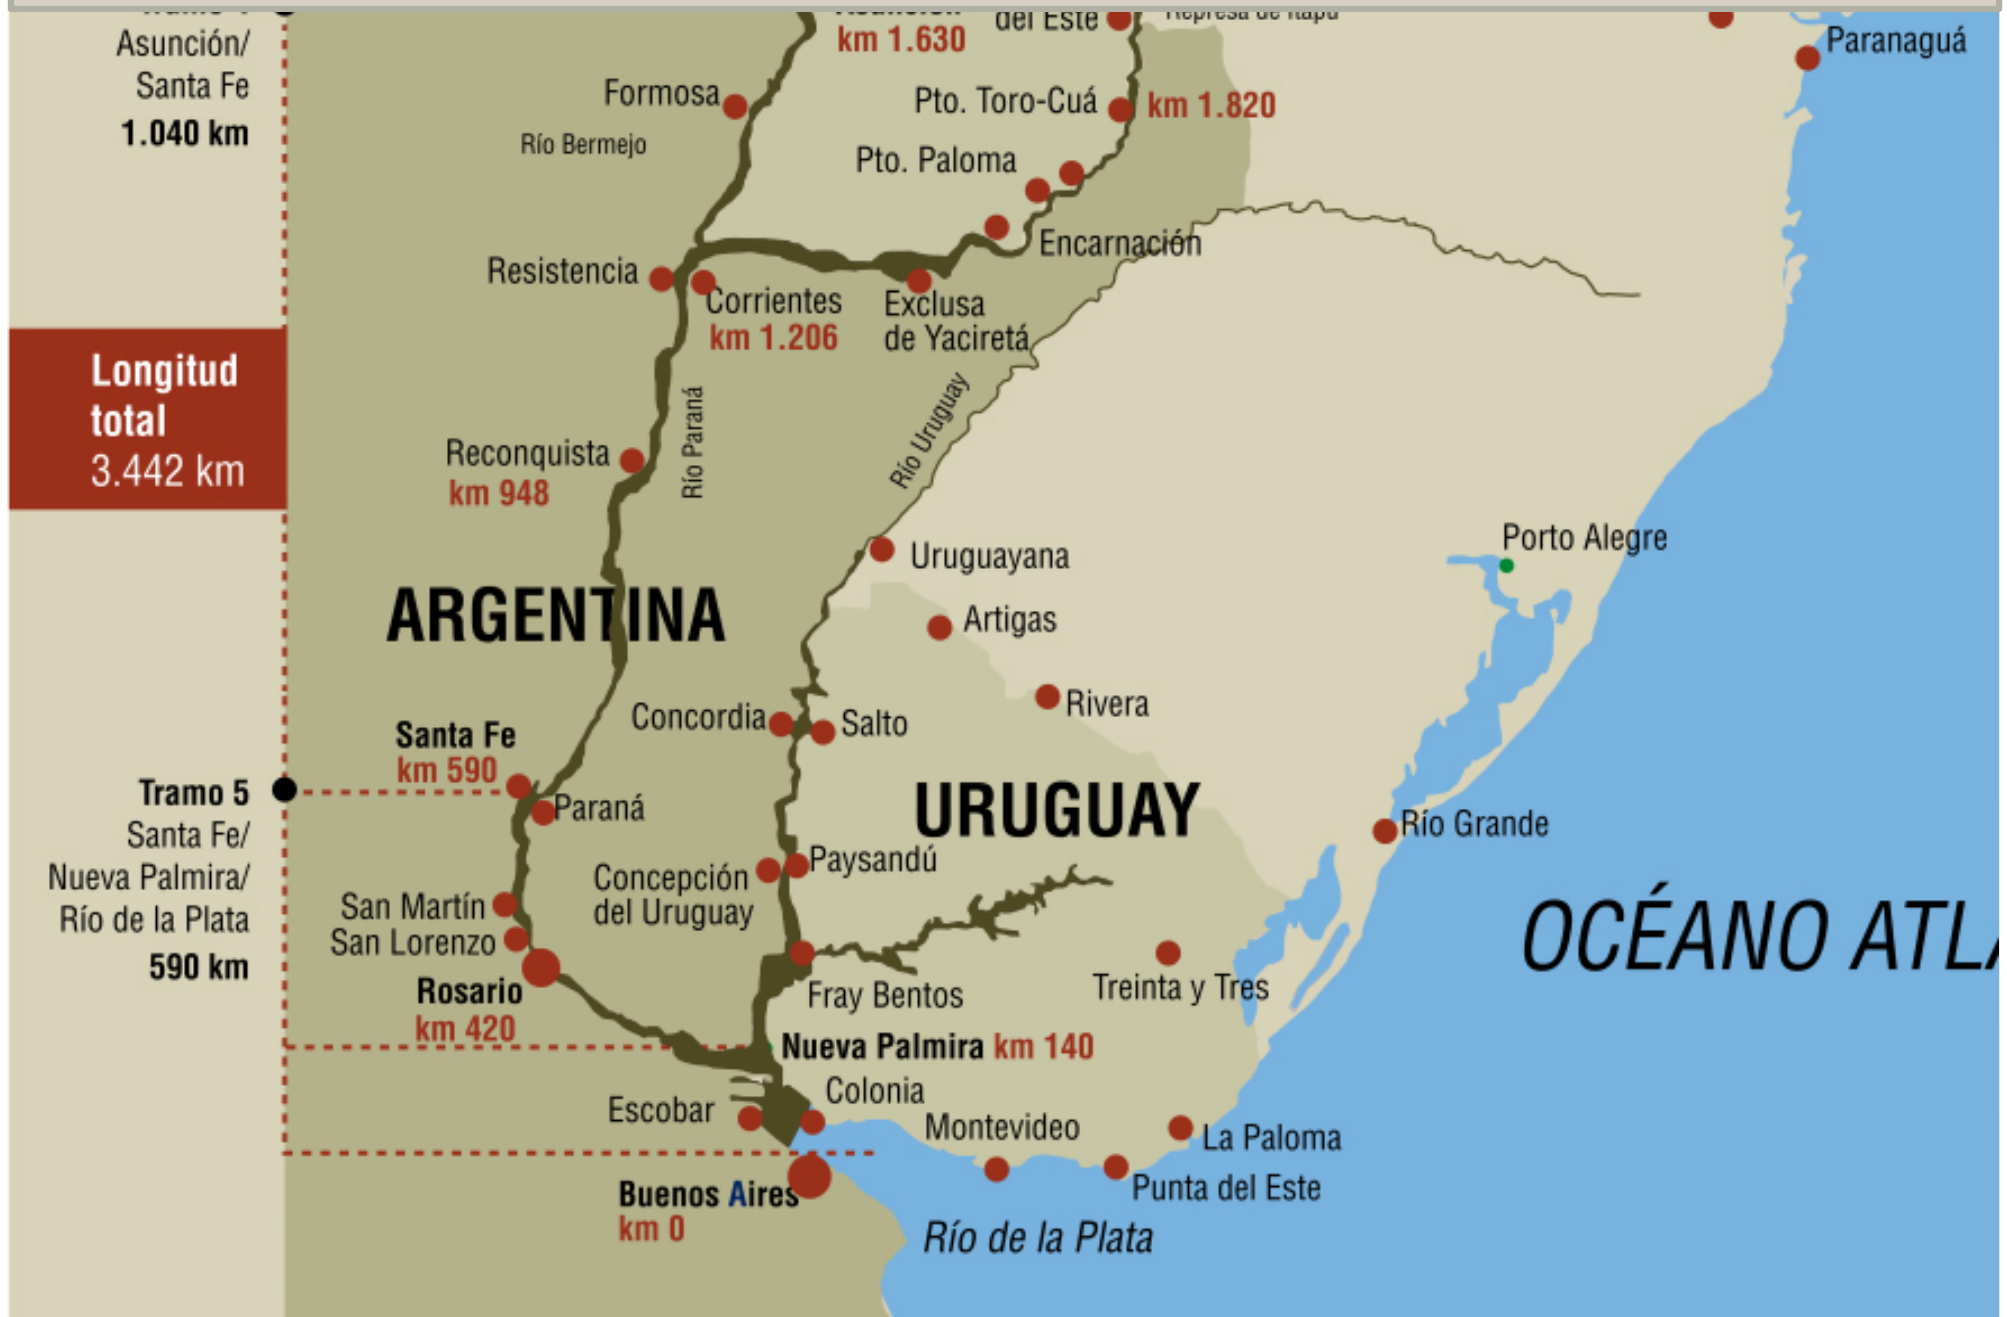 Asunción/
Santa Fe
1.040 km
km 1.630
del Este
Paranaguá
Formosa
Pto. Toro-Cuá
km 1.820
Río Bermejo
Pto. Paloma
Encarnación
Resistencia
Corrientes
km 1.206
Exclusa
de Yaciretá
Longitud
total
3.442 km
Río Paraná
Río Uruguay
Reconquista
km 948
Porto Alegre
Uruguayana
ARGENTINA
Artigas
Rivera
Concordia
Salto
Santa Fe
km 590
Tramo 5
Santa Fe/
Nueva Palmira/
Río de la Plata
590 km
Paraná
URUGUAY
Río Grande
Paysandú
Concepción
del Uruguay
San Martín
San Lorenzo
Rosario
km 420
OCÉANO ATLA
Treinta y Tres
Fray Bentos
Nueva Palmira km 140
Colonia
Escobar
Montevideo
La Paloma
Punta del Este
Buenos Aires
km 0
Río de la Plata